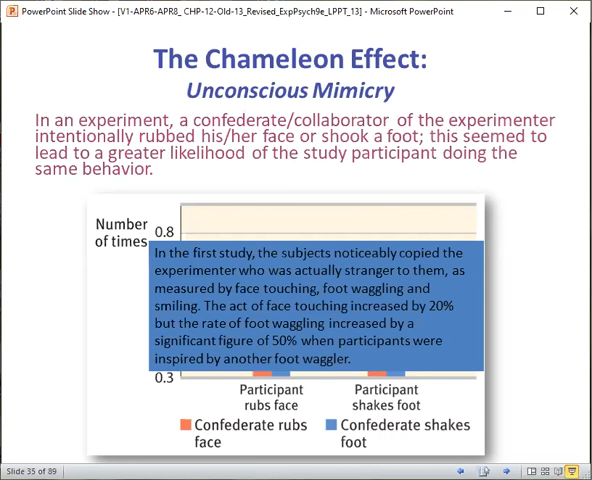 PowerPoint Slide Show - [V1-APR6-APR8_ CHP-12-Old-13_Revised_ExpPsych9e_LPPT_13] - Microsoft PowerPoint
The Chameleon Effect:
Unconscious Mimicry
In an experiment, a confederate/collaborator of the experimenter
intentionally rubbed his/her face or shook a foot; this seemed to
lead to a greater likelihood of the study participant doing the
same behavior.
Number
of times
0.8
In the first study, the subjects noticeably copied the
experimenter who was actually stranger to them, as
measured by face touching, foot waggling and
smiling. The act of face touching increased by 20%
but the rate of foot waggling increased by a
significant figure of 50% when participants were
inspired by another foot waggler.
0.3
Participant
rubs face
Participant
shakes foot
Confederate rubs
face
Confederate shakes
foot
Slide 35 of 89